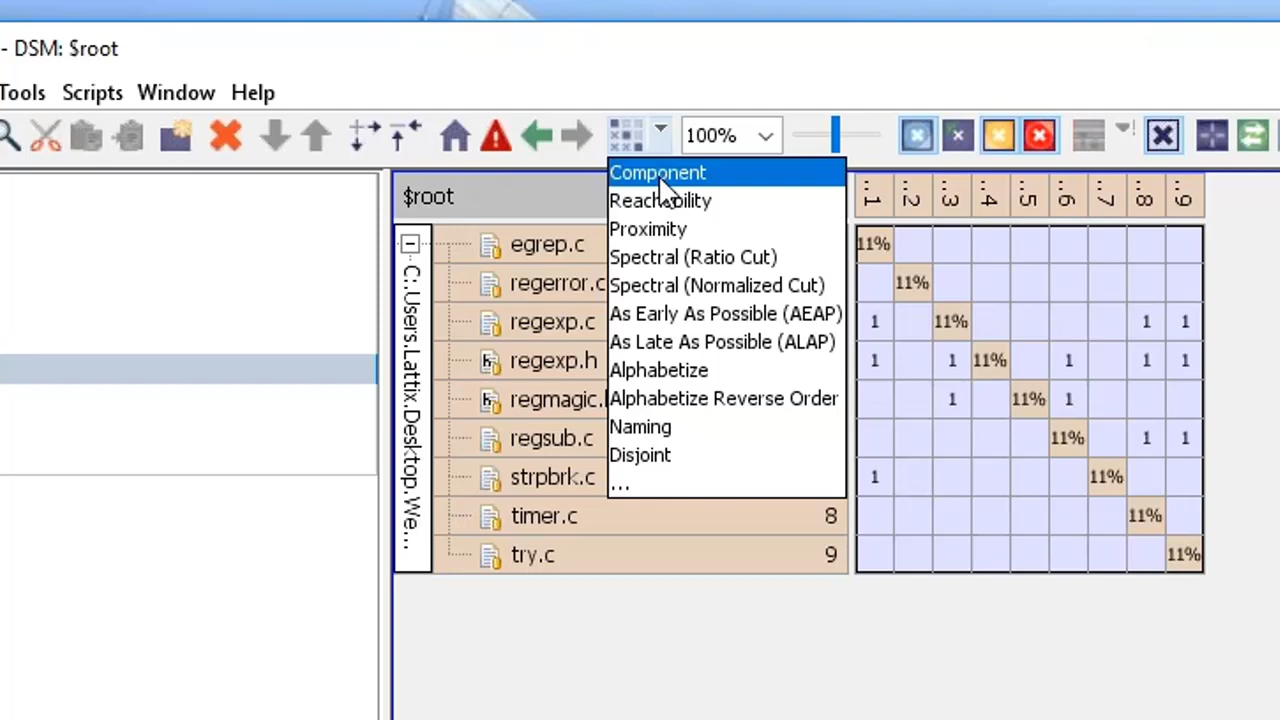 - DSM: $root
Tools Scripts Window Help
100%
$root
..1 ..2 ..3 ..4 ..5 ..6 ..7 ..8 ..9
Component
Reachability
Proximity
Spectral (Ratio Cut)
Spectral (Normalized Cut)
As Early As Possible (AEAP)
As Late As Possible (ALAP)
Alphabetize
Alphabetize Reverse Order
Naming
Disjoint
...
C:.Users.Lattix.Desktop.We...
egrep.c 11%
regerror.c 11%
regexp.c 1 11% 1 1
regexp.h 1 1 11% 1 1 1
regmagic. 1 11% 1
regsub.c 11% 1 1
strpbrk.c 1 11%
timer.c 8 11%
try.c 9 11%